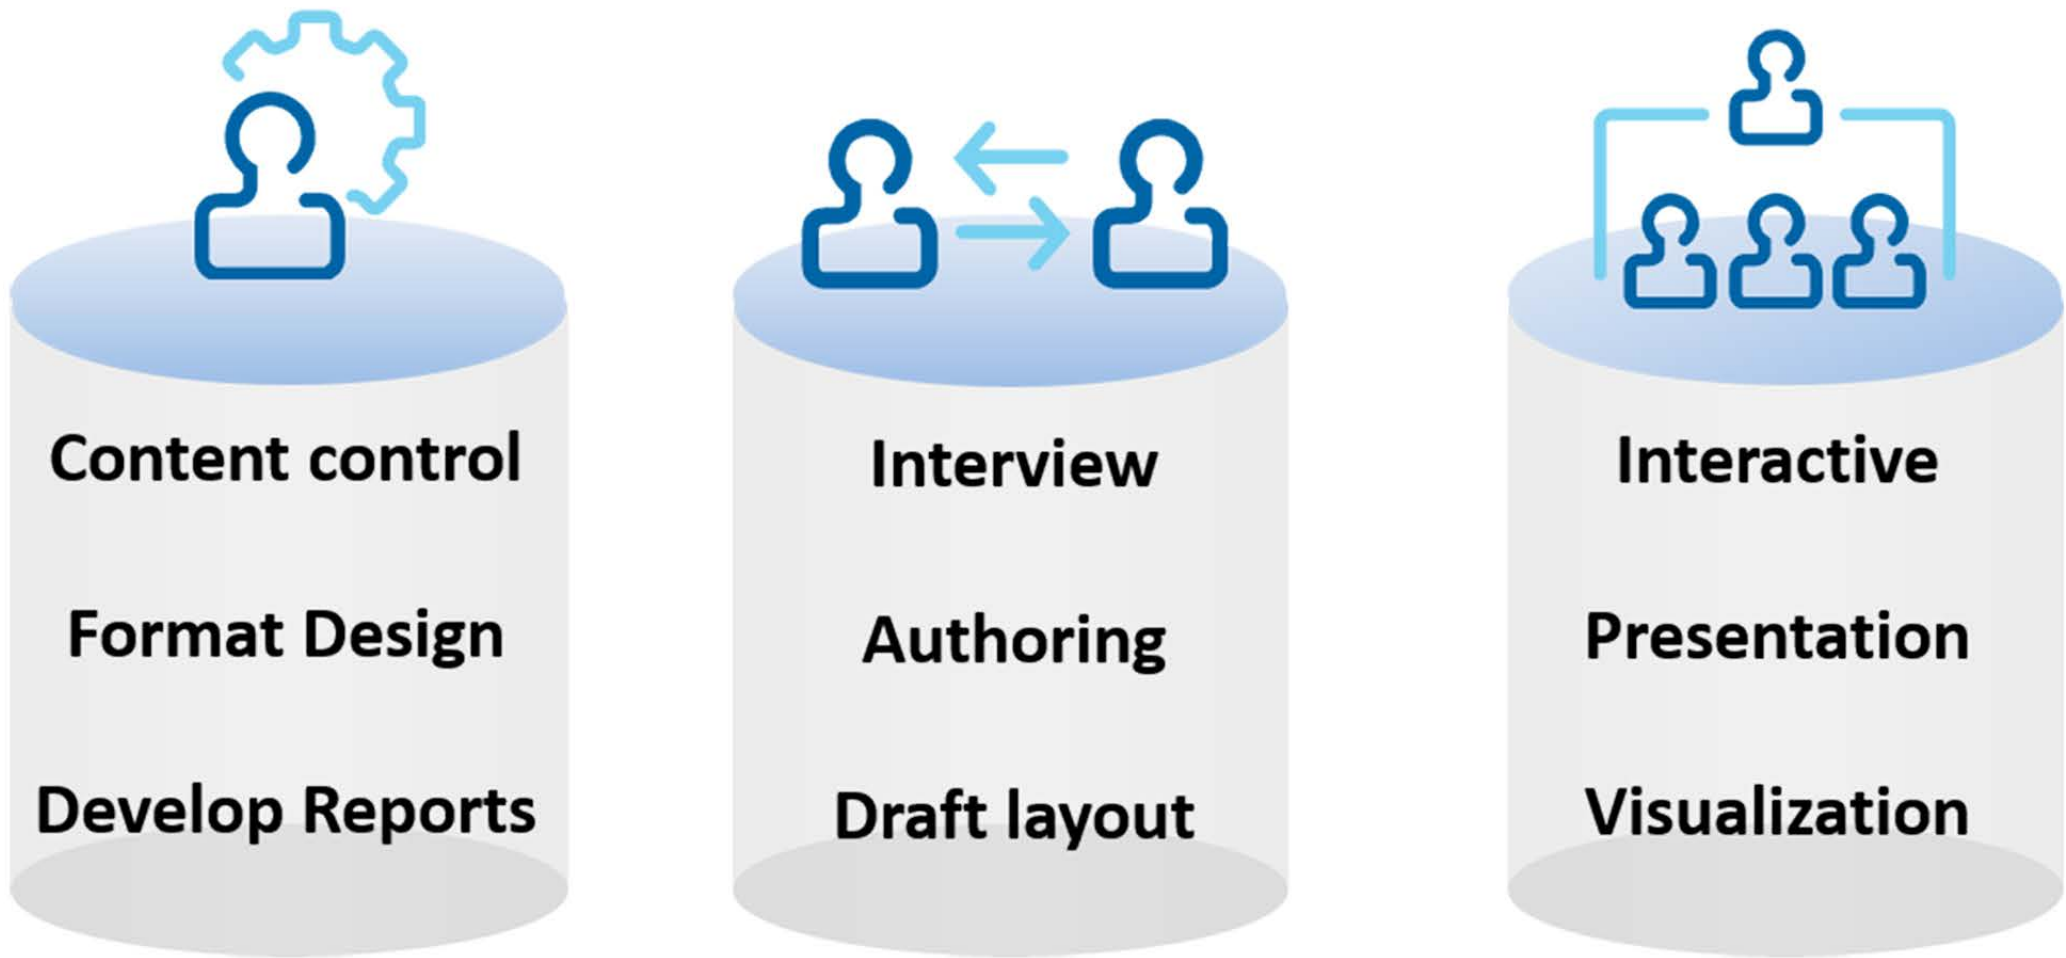 Content control
Format Design
Develop Reports
Interview
Authoring
Draft layout
Interactive
Presentation
Visualization